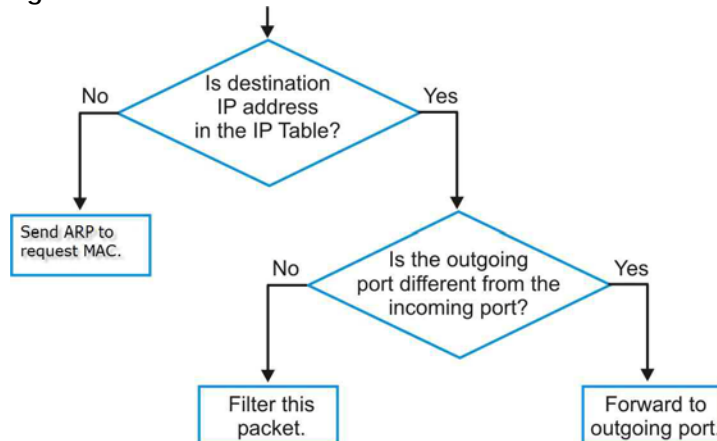 g
Is destination
IP address
in the IP Table?
No
Yes
Send ARP to
request MAC.
Is the outgoing
port different from the
incoming port?
No
Yes
Filter this
packet.
Forward to
outgoing port.